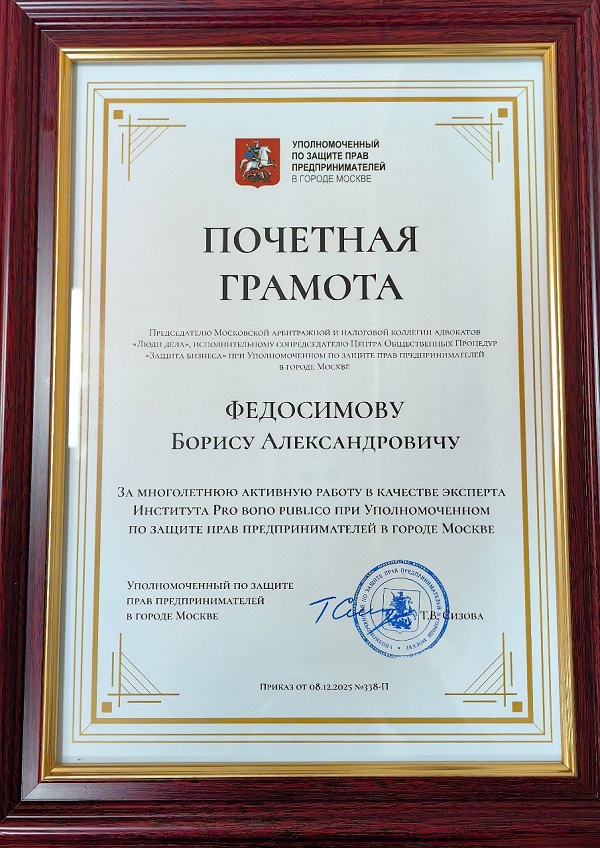 УПОЛНОМОЧЕННЫЙ
ПО ЗАЩИТЕ ПРАВ
ПРЕДПРИНИМАТЕЛЕЙ
В ГОРОДЕ МОСКВЕ
ПОЧЕТНАЯ
ГРАМОТА
Председателю Московской арбитражной и налоговой коллегии адвокатов
«Люди дела», исполнительному сопредседателю Центра Общественных Процедур
«Защита бизнеса» при Уполномоченном по защите прав предпринимателей
в городе Москве
ФЕДОСИМОВУ
Борису Александровичу
За многолетнюю активную работу в качестве эксперта
Института Pro bono publico при Уполномоченном
по защите прав предпринимателей в городе Москве
Уполномоченный по защите
прав предпринимателей
в городе Москве
Т.В. Сизова
Приказ от 08.12.2025 №338-П